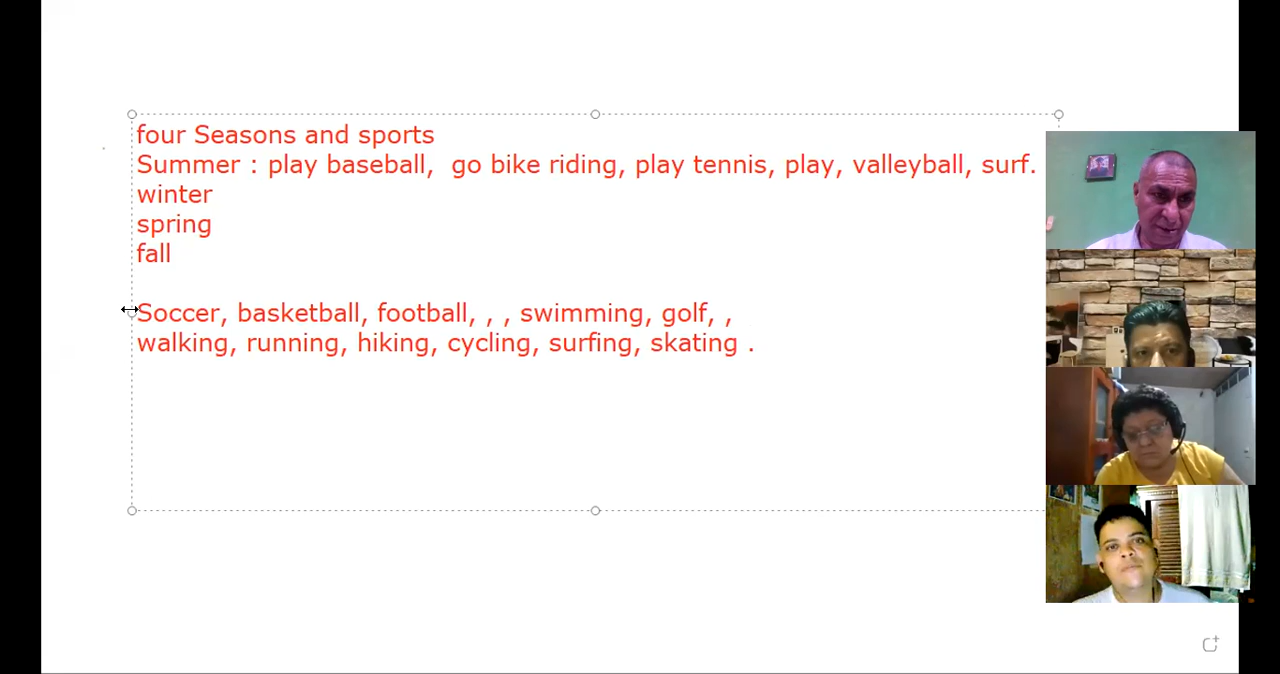 four Seasons and sports
Summer : play baseball,  go bike riding, play tennis, play, valleyball, surf.
winter
spring
fall
Soccer, basketball, football, , , swimming, golf, ,
walking, running, hiking, cycling, surfing, skating .